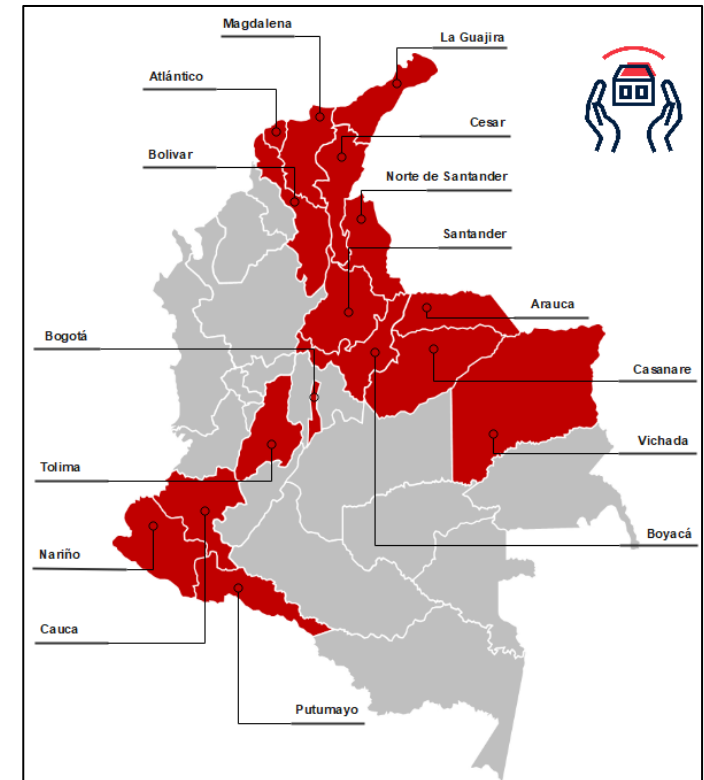 Magdalena
La Guajira
Atlántico
Cesar
Bolivar
Norte de Santander
Santander
Arauca
Bogotá
Casanare
Vichada
Tolima
Boyacá
Nariño
Cauca
Putumayo